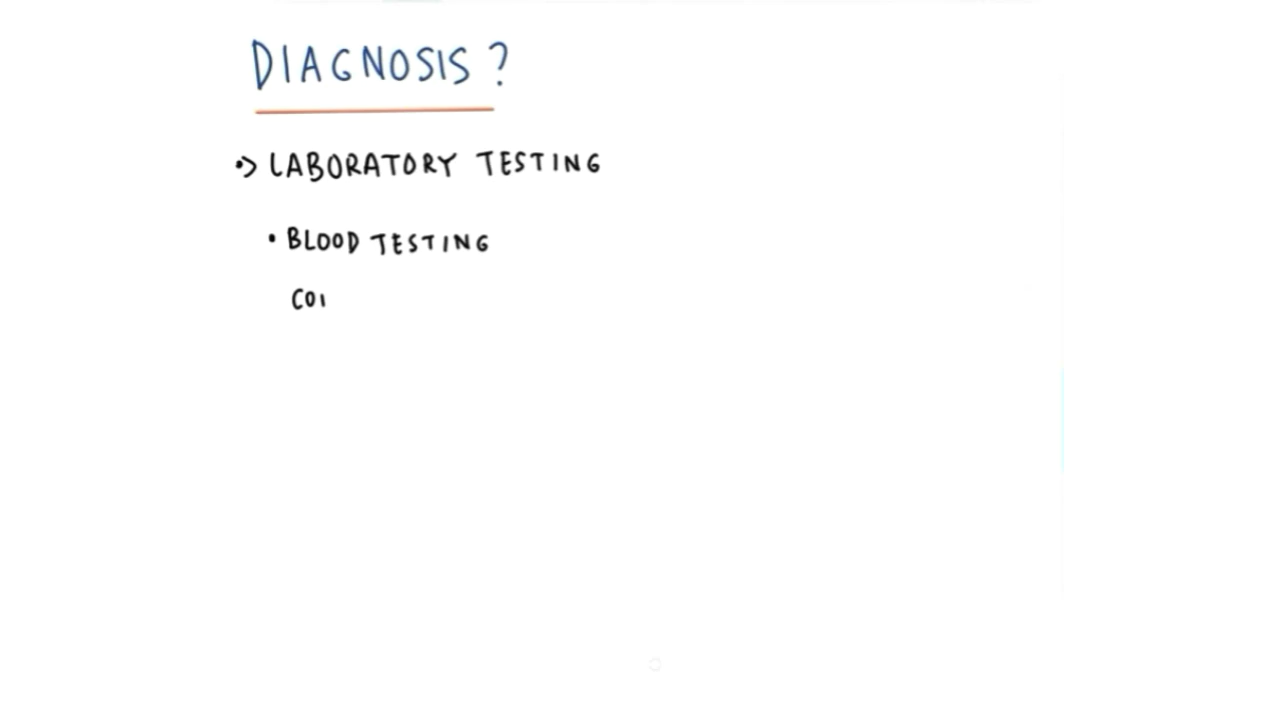 DIAGNOSIS?
•> LABORATORY TESTING
• BLOOD TESTING